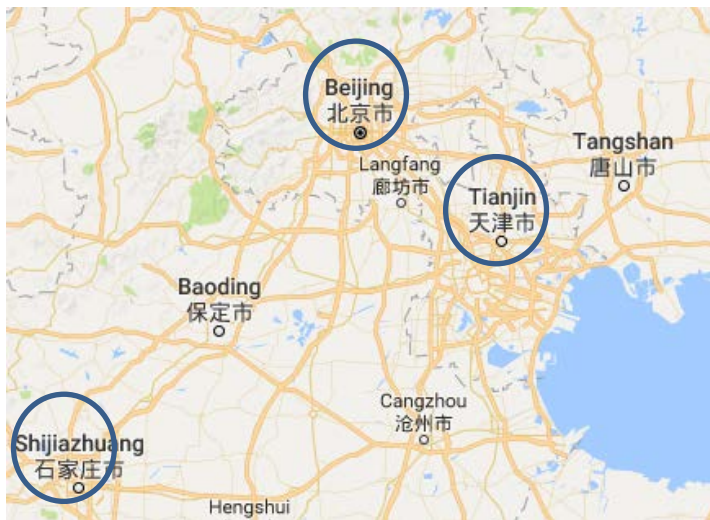 Beijing
北京市
Tangshan
唐山市
Langfang
廊坊市
Tianjin
天津市
Baoding
保定市
Cangzhou
沧州市
Shijiazhuang
石家庄市
Hengshui